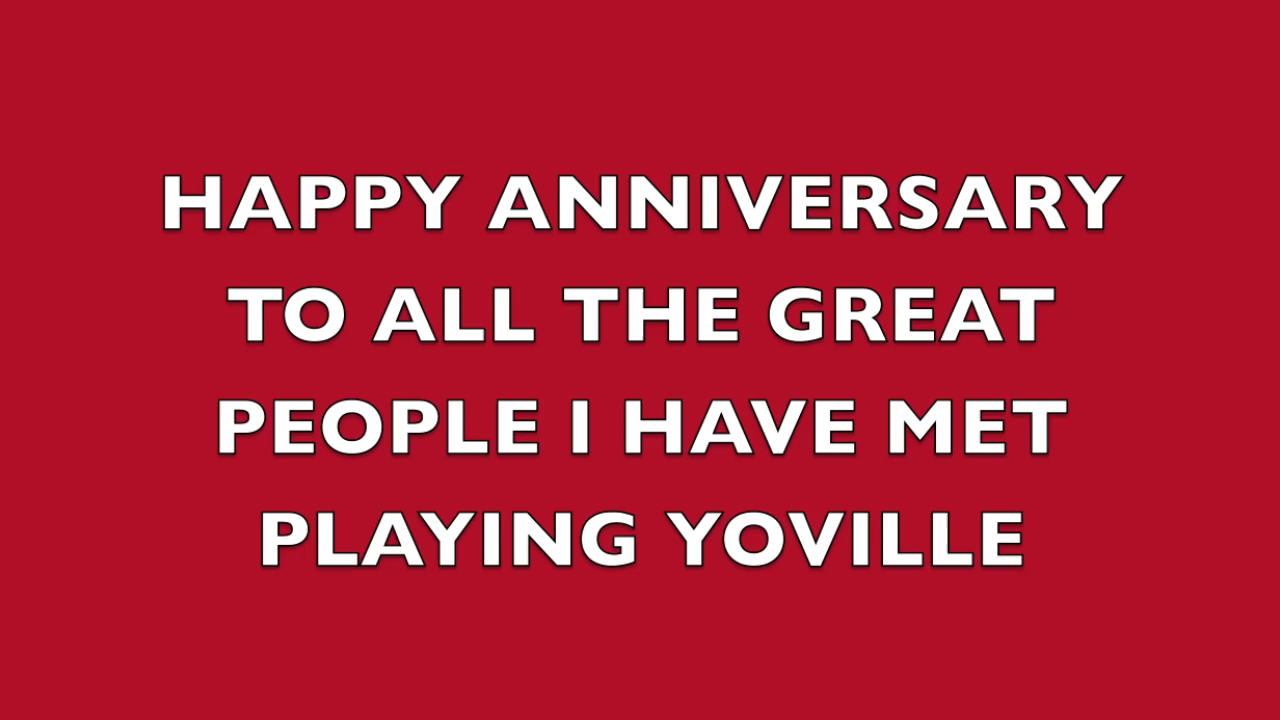 HAPPY ANNIVERSARY
TO ALL THE GREAT
PEOPLE I HAVE MET
PLAYING YOVILLE